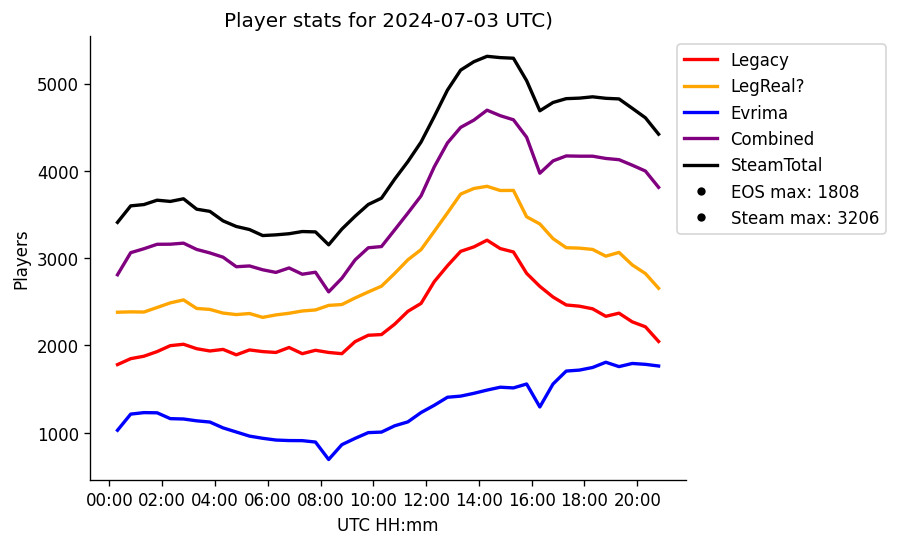 Player stats for 2024-07-03 UTC)
Legacy
LegReal?
Evrima
Combined
SteamTotal
EOS max: 1808
Steam max: 3206
Players
5000
4000
3000
2000
1000
00:00 02:00 04:00 06:00 08:00 10:00 12:00 14:00 16:00 18:00 20:00
UTC HH:mm